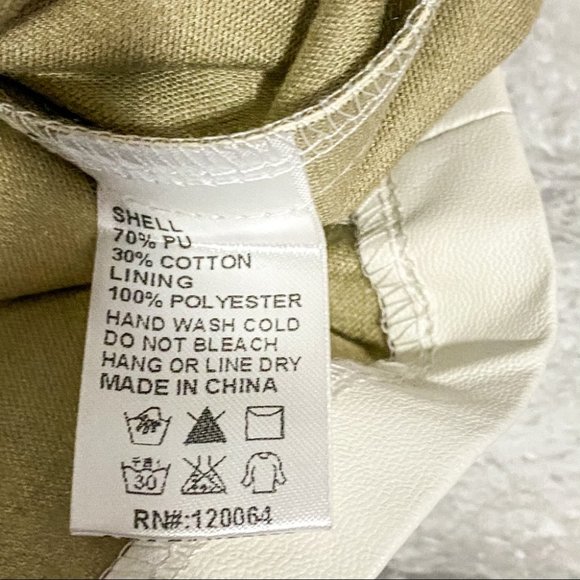 SHELL
70% PU
30% COTTON
LINING
100% POLYESTER
HAND WASH COLD
DO NOT BLEACH
HANG OR LINE DRY
MADE IN CHINA
30
RN#:120064